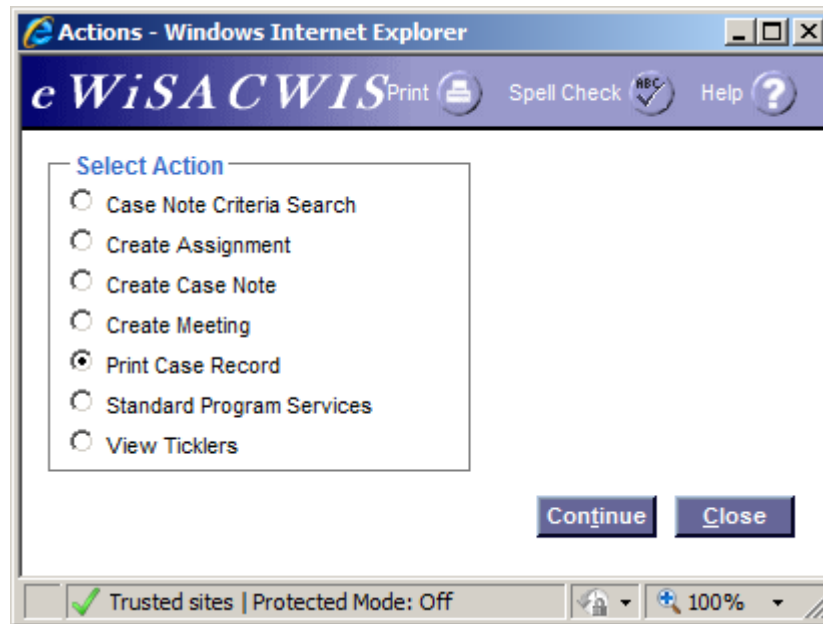 Actions - Windows Internet Explorer
e WiSACWIS Print Spell Check ABC Help ?
Select Action
Case Note Criteria Search
Create Assignment
Create Case Note
Create Meeting
Print Case Record
Standard Program Services
View Ticklers
Continue Close
Trusted sites | Protected Mode: Off 100%